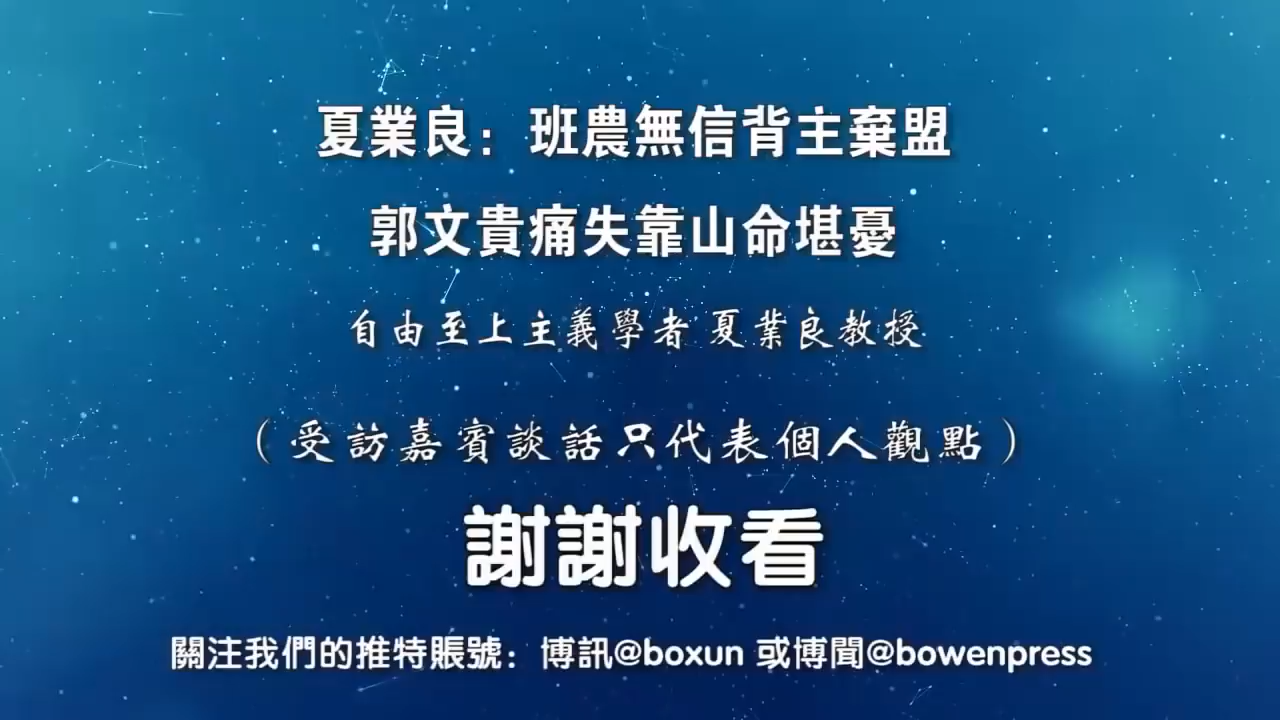 夏業良：班農無信背主棄盟
郭文貴痛失靠山命堪憂
自由至上主義學者 夏業良教授
（受訪嘉賓談話只代表個人觀點）
謝謝收看
關注我們的推特賬號：博訊@boxun 或博聞@bowenpress